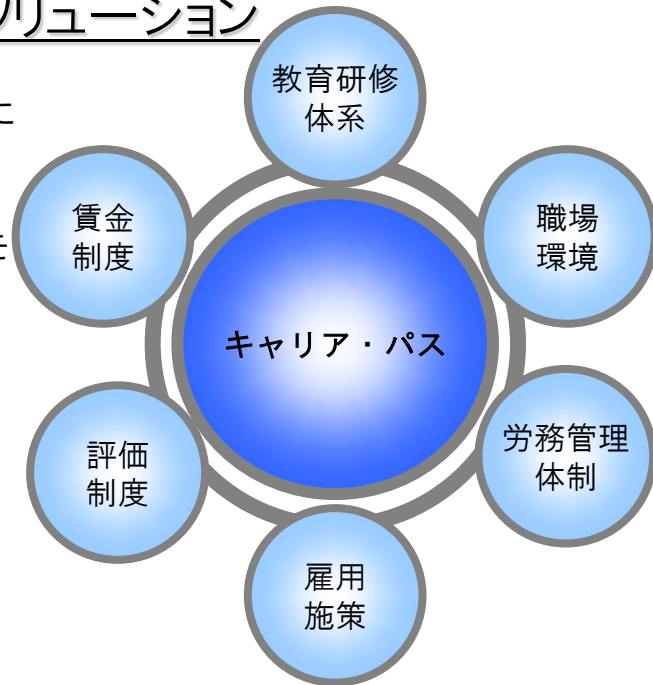 リューション
教育研修
体系
に
賃金
制度
職場
環境
キャリア・パス
評価
制度
労務管理
体制
雇用
施策